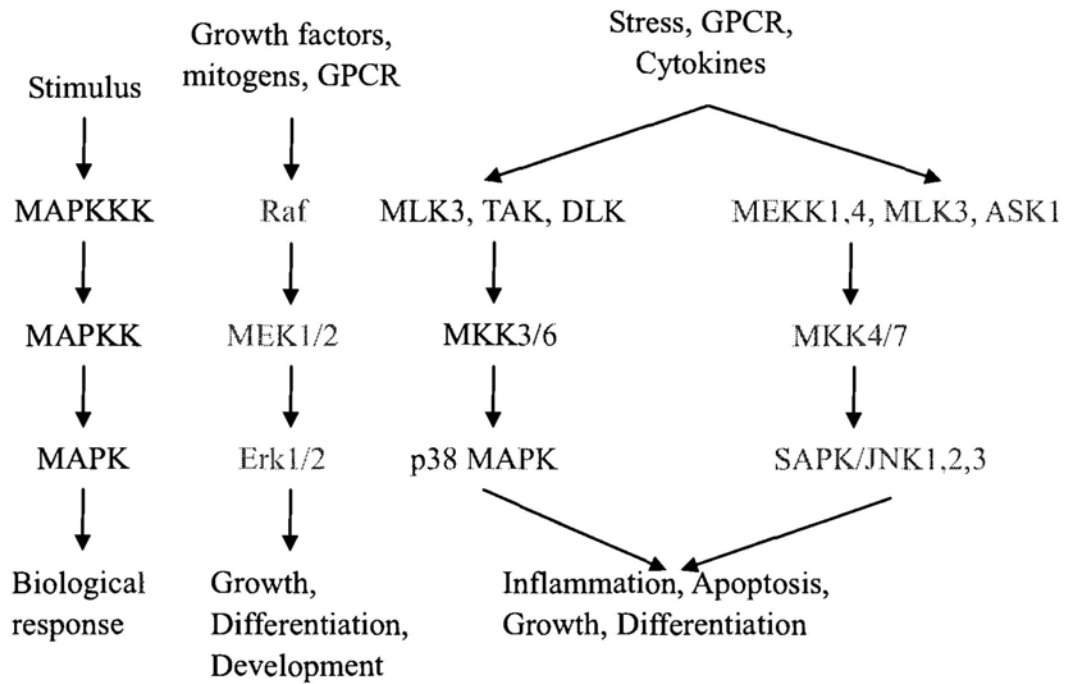 Stimulus
Growth factors,
mitogens, GPCR
Stress, GPCR,
Cytokines
MAPKKK
Raf
MLK3, TAK, DLK
MEKK1,4, MLK3, ASK1
MAPKK
MEK1/2
MKK3/6
MKK4/7
MAPK
Erk1/2
p38 MAPK
SAPK/JNK1,2,3
Biological
response
Growth,
Differentiation,
Development
Inflammation, Apoptosis,
Growth, Differentiation